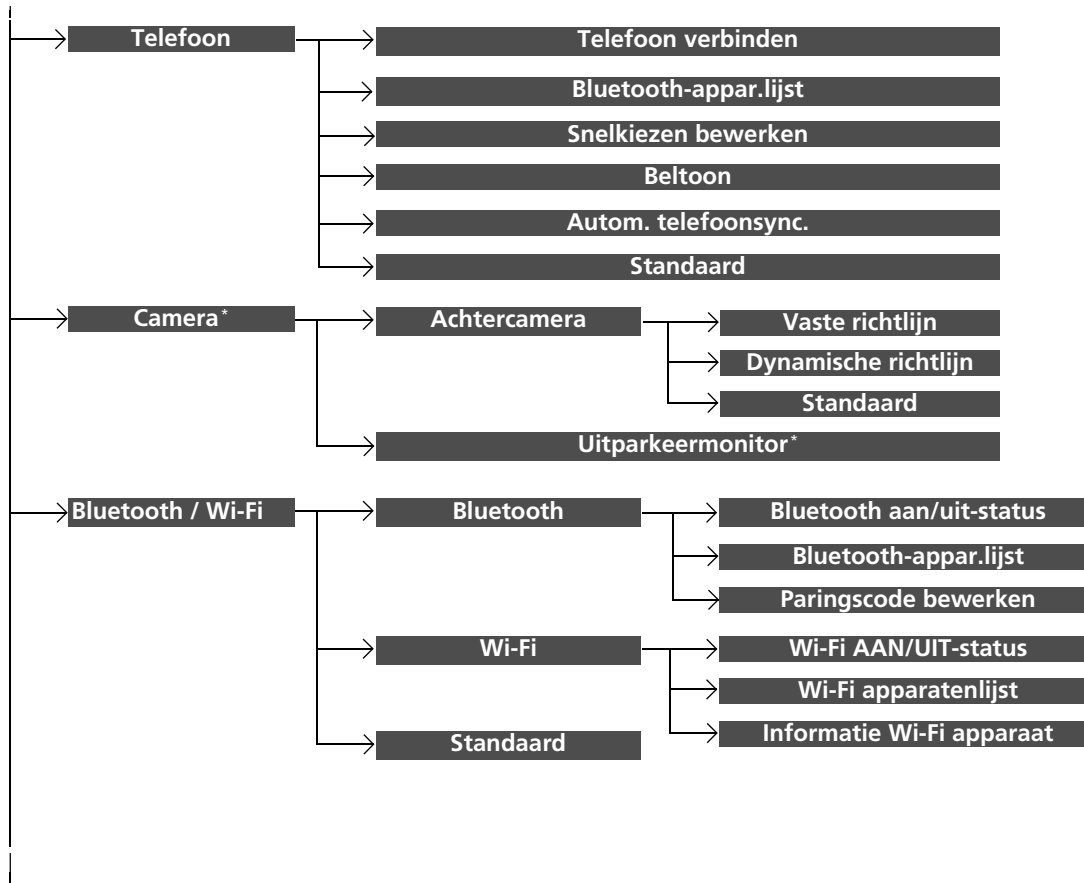 Telefoon
Telefoon verbinden
Bluetooth-appar.lijst
Snelkiezen bewerken
Beltoon
Autom. telefoonsync.
Standaard
Camera*
Achtercamera
Vaste richtlijn
Dynamische richtlijn
Standaard
Uitparkeermonitor*
Bluetooth / Wi-Fi
Bluetooth
Bluetooth aan/uit-status
Bluetooth-appar.lijst
Paringscode bewerken
Wi-Fi
Wi-Fi AAN/UIT-status
Wi-Fi apparatenlijst
Informatie Wi-Fi apparaat
Standaard